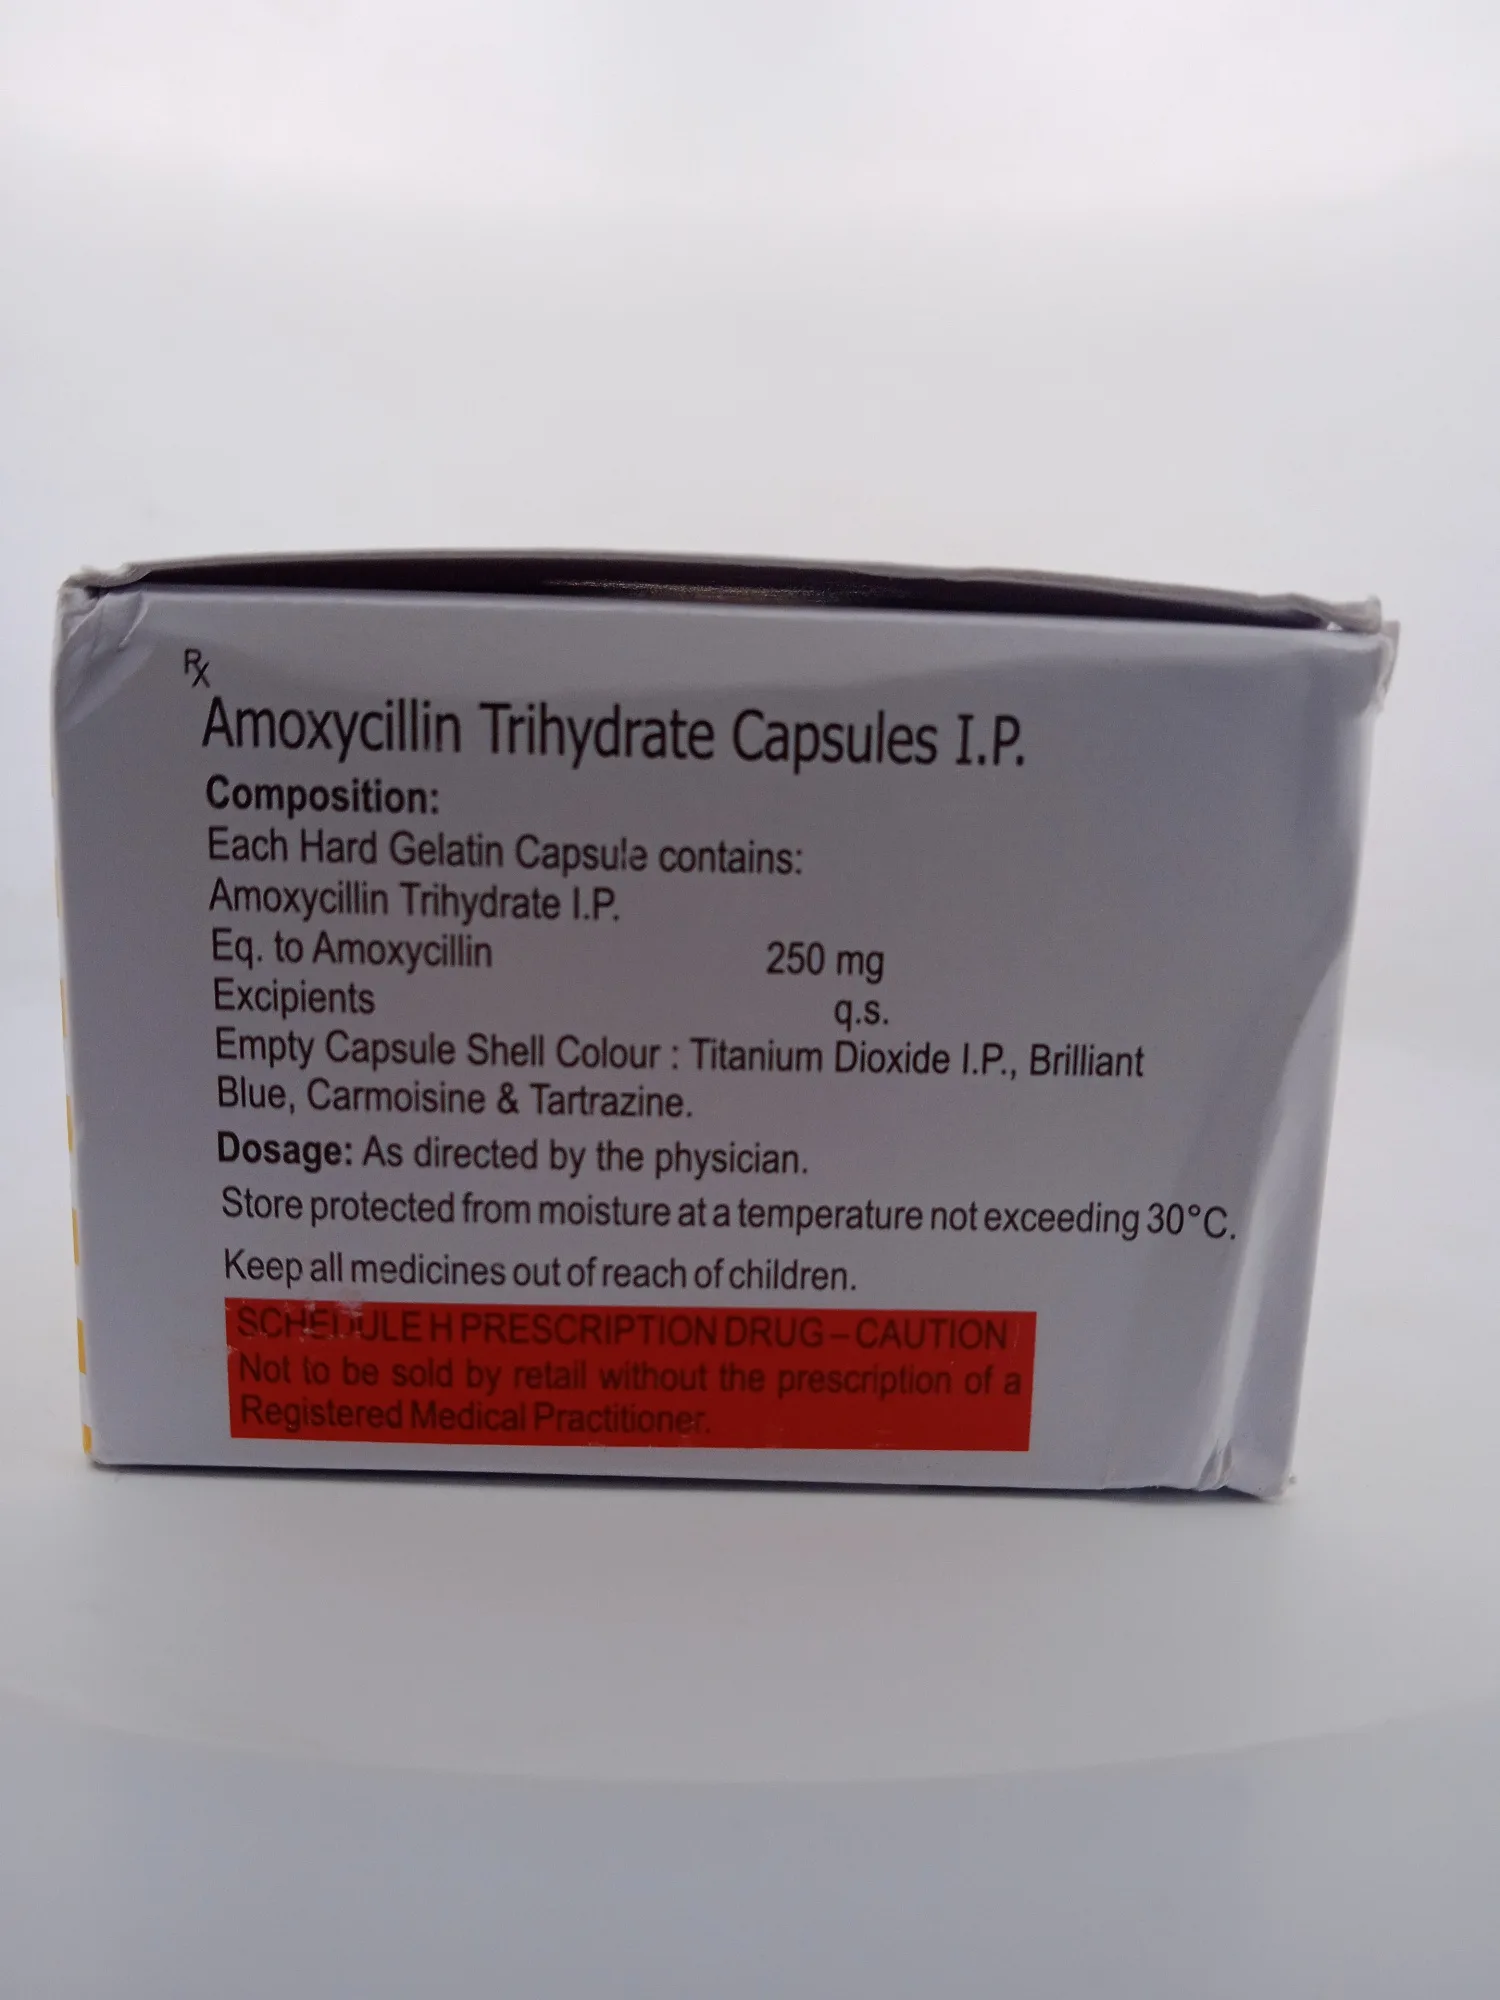 Rx
Amoxycillin Trihydrate Capsules I.P.
Composition:
Each Hard Gelatin Capsule contains:
Amoxycillin Trihydrate I.P.
Eq. to Amoxycillin 250 mg
Excipients q.s.
Empty Capsule Shell Colour : Titanium Dioxide I.P., Brilliant
Blue, Carmoisine & Tartrazine.
Dosage: As directed by the physician.
Store protected from moisture at a temperature not exceeding 30°C.
Keep all medicines out of reach of children.
SCHEDULE H PRESCRIPTION DRUG – CAUTION
Not to be sold by retail without the prescription of a
Registered Medical Practitioner.